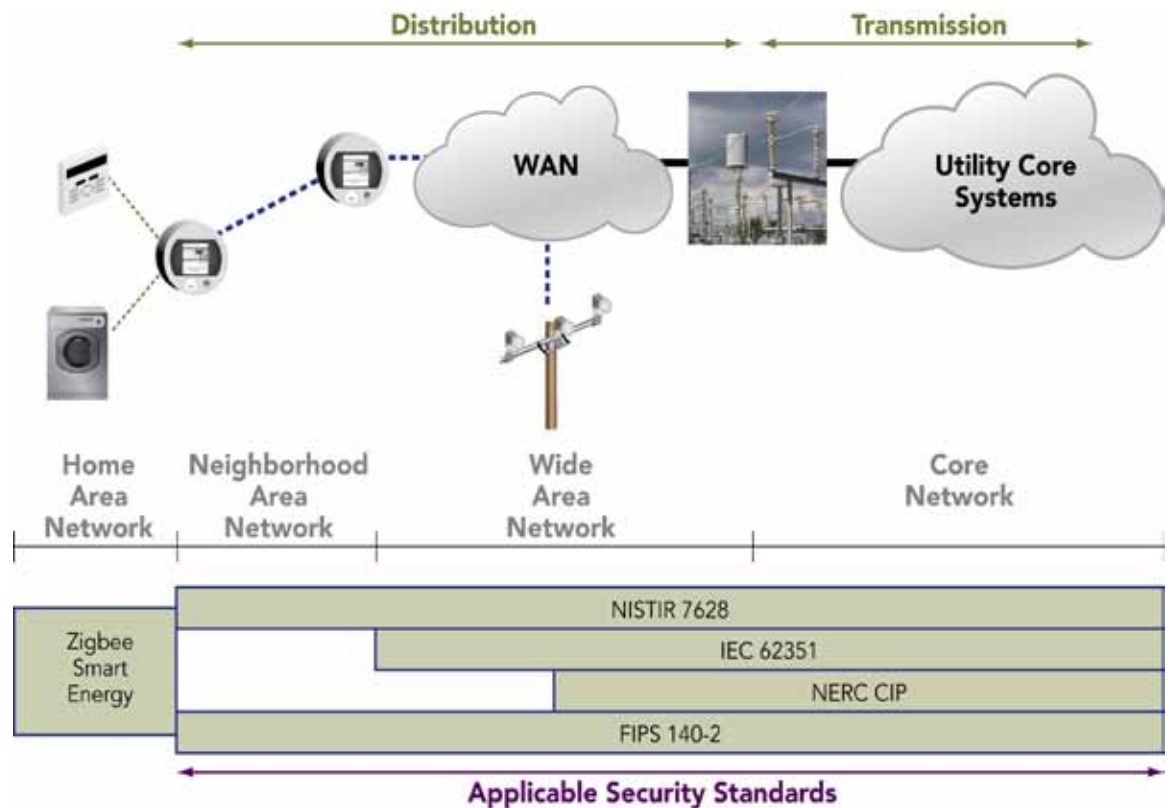 Distribution
Transmission
WAN
Utility Core
Systems
Home
Area
Network
Neighborhood
Area
Network
Wide
Area
Network
Core
Network
Zigbee
Smart
Energy
NISTIR 7628
IEC 62351
NERC CIP
FIPS 140-2
Applicable Security Standards